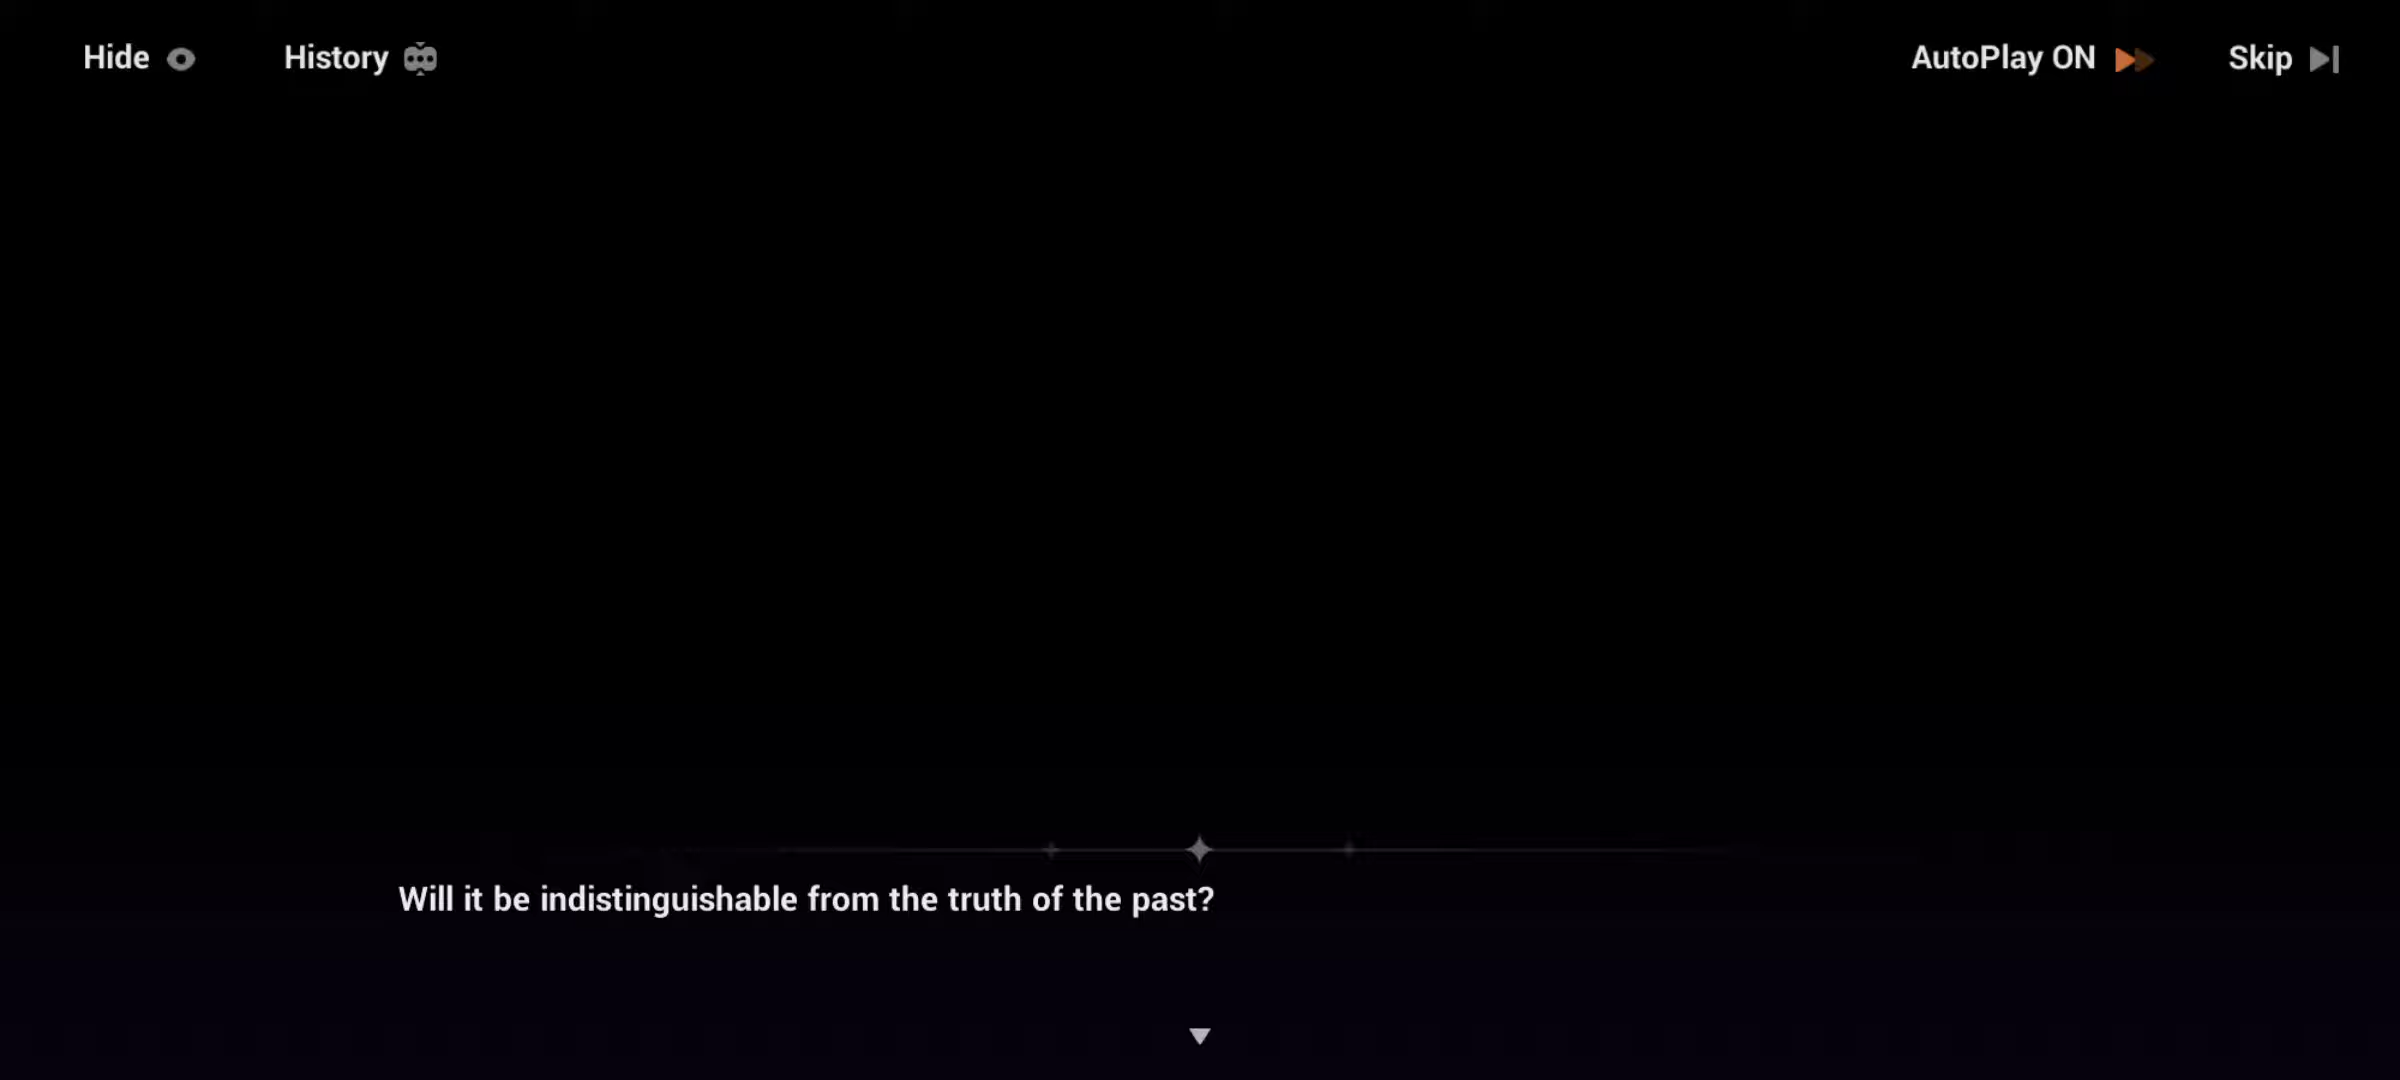 Hide
History
AutoPlay ON
Skip
Will it be indistinguishable from the truth of the past?